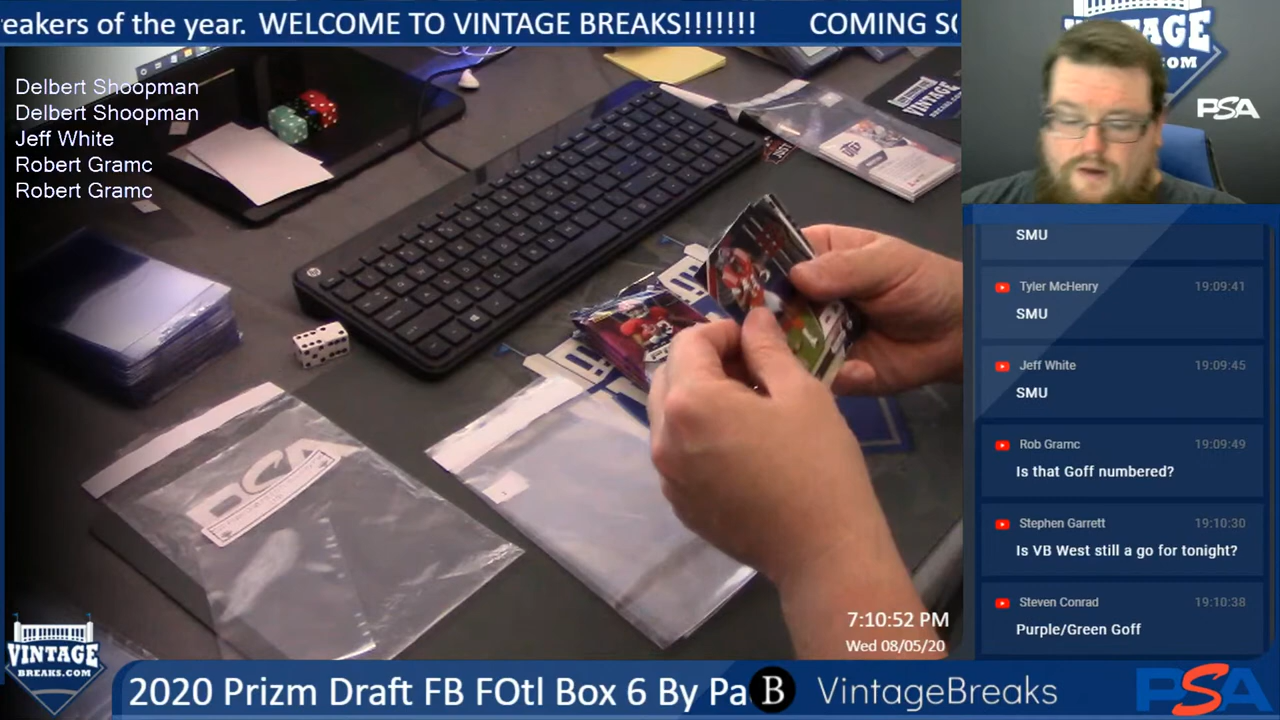 eakers of the year. WELCOME TO VINTAGE BREAKS!!!!!!! COMING SO
Delbert Shoopman
Delbert Shoopman
Jeff White
Robert Gramc
Robert Gramc
VINTAGE
PSA
SMU
Tyler McHenry 19:09:41
SMU
Jeff White 19:09:45
SMU
Rob Gramc 19:09:49
Is that Goff numbered?
Stephen Garrett 19:10:30
Is VB West still a go for tonight?
Steven Conrad 19:10:38
Purple/Green Goff
hp
PSA
7:10:52 PM
Wed 08/05/20
VINTAGE
BREAKS.COM
2020 Prizm Draft FB FOtl Box 6 By Pa
B VintageBreaks
PSA